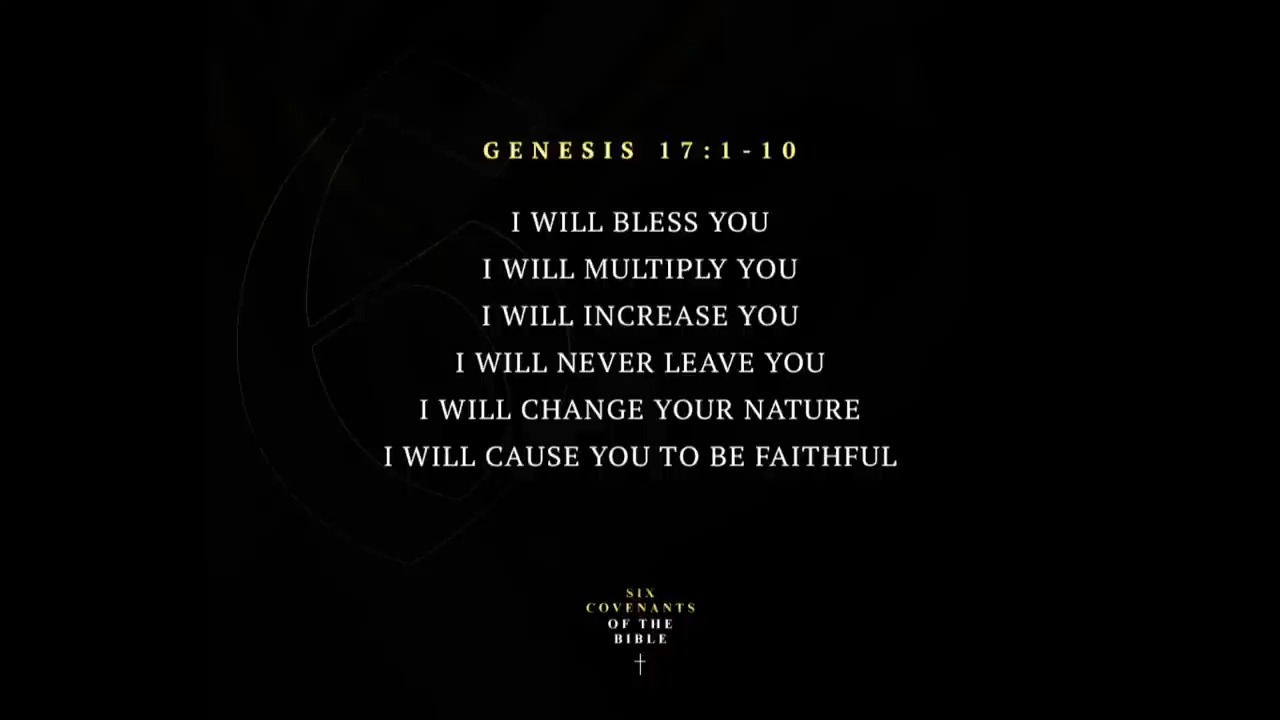 GENESIS 17:1-10
I WILL BLESS YOU
I WILL MULTIPLY YOU
I WILL INCREASE YOU
I WILL NEVER LEAVE YOU
I WILL CHANGE YOUR NATURE
I WILL CAUSE YOU TO BE FAITHFUL
SIX
COVENANTS
OF THE
BIBLE